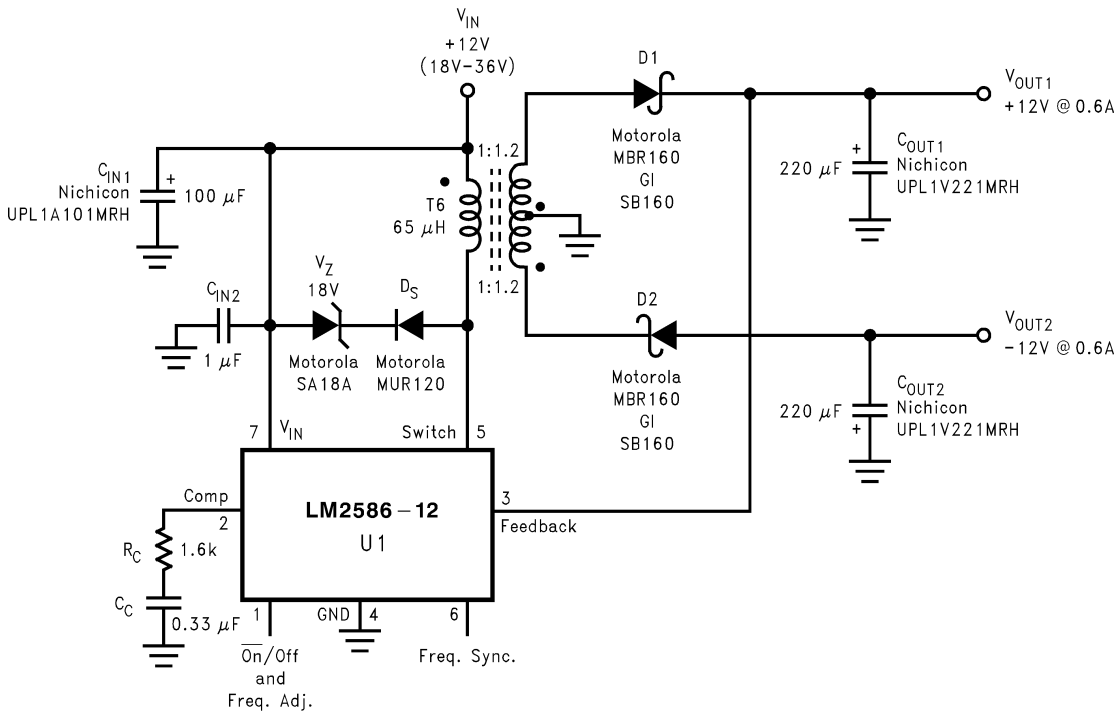 V_IN
+12V
(18V-36V)
D1
V_OUT1
+12V @ 0.6A
Motorola
MBR160
GI
SB160
C_IN1
Nichicon
UPL1A101MRH
+
100 μF
1:1.2
T6
65 μH
1:1.2
+
220 μF
C_OUT1
Nichicon
UPL1V221MRH
C_IN2
1 μF
V_Z
18V
Motorola
SA18A
D_S
Motorola
MUR120
D2
Motorola
MBR160
GI
SB160
V_OUT2
-12V @ 0.6A
220 μF
+
C_OUT2
Nichicon
UPL1V221MRH
7
V_IN
Switch
5
Comp
2
LM2586-12
U1
3
Feedback
R_C
1.6k
C_C
0.33 μF
1
GND
4
6
O̅n̅/Off
and
Freq. Adj.
Freq. Sync.